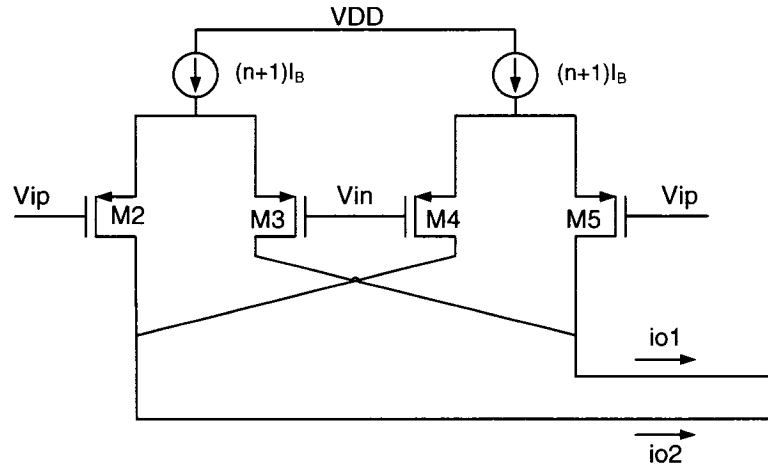 VDD
(n+1)I_B (n+1)I_B
Vip M2 M3 Vin M4 M5 Vip
io1
io2